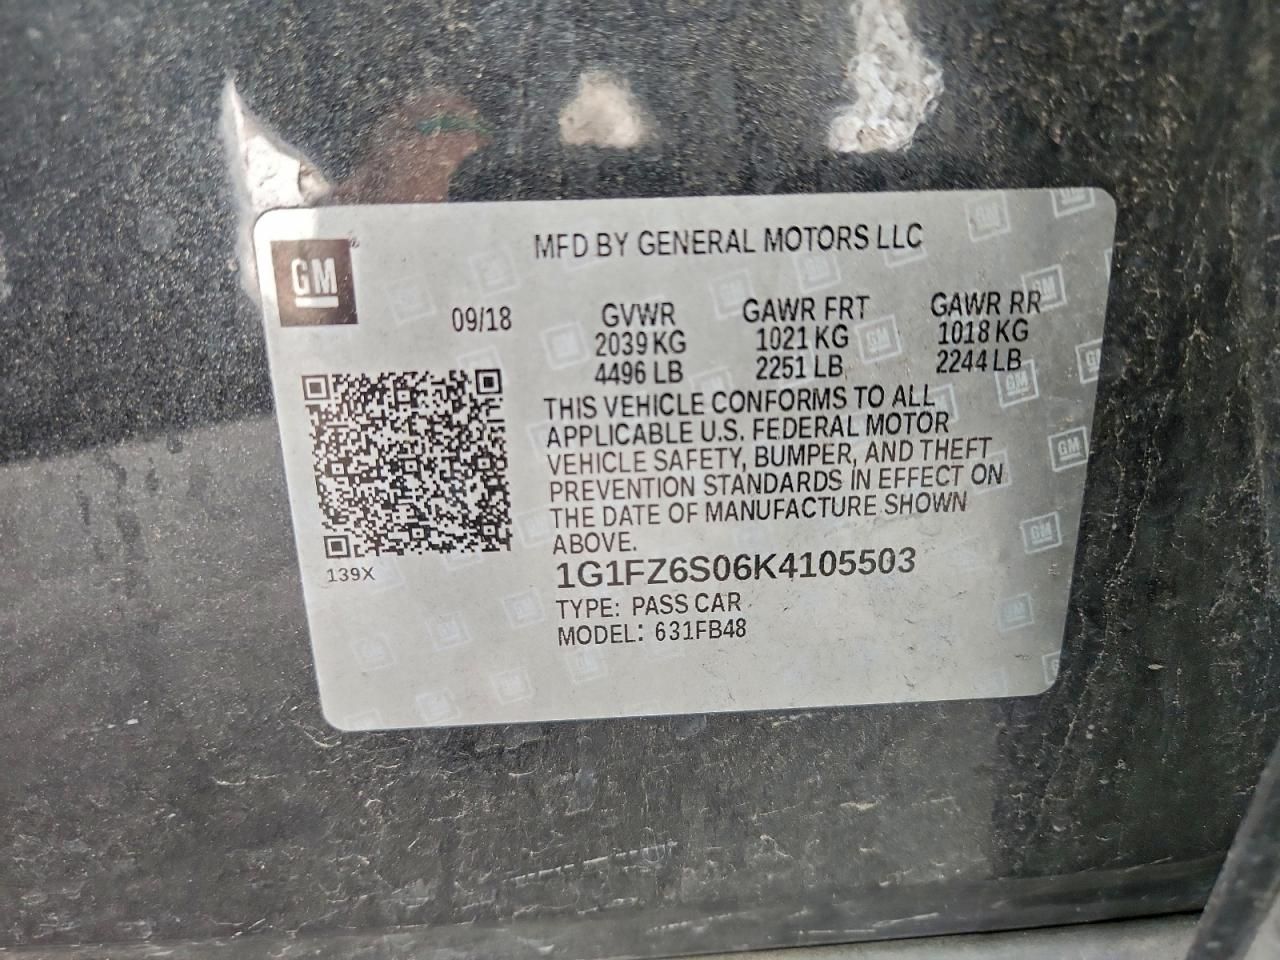 GM
MFD BY GENERAL MOTORS LLC
09/18
GVWR GAWR FRT GAWR RR
2039 KG 1021 KG 1018 KG
4496 LB 2251 LB 2244 LB
THIS VEHICLE CONFORMS TO ALL
APPLICABLE U.S. FEDERAL MOTOR
VEHICLE SAFETY, BUMPER, AND THEFT
PREVENTION STANDARDS IN EFFECT ON
THE DATE OF MANUFACTURE SHOWN
ABOVE.
139X
1G1FZ6S06K4105503
TYPE: PASS CAR
MODEL: 631FB48